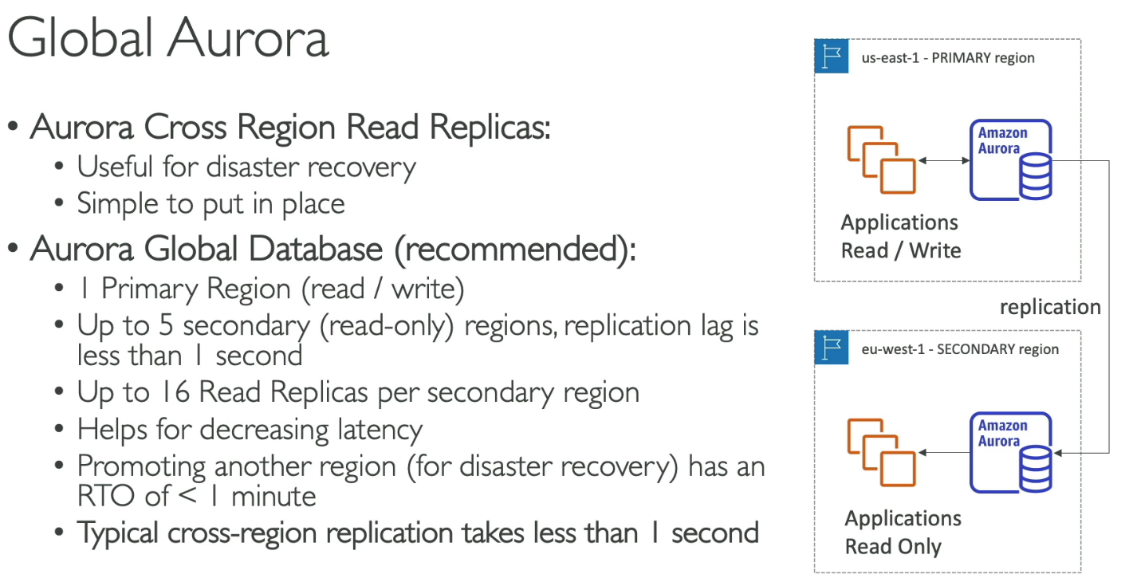 Global Aurora
• Aurora Cross Region Read Replicas:
• Useful for disaster recovery
• Simple to put in place
• Aurora Global Database (recommended):
• 1 Primary Region (read / write)
• Up to 5 secondary (read-only) regions, replication lag is
less than 1 second
• Up to 16 Read Replicas per secondary region
• Helps for decreasing latency
• Promoting another region (for disaster recovery) has an
RTO of < 1 minute
• Typical cross-region replication takes less than 1 second
us-east-1 - PRIMARY region
Amazon
Aurora
Applications
Read / Write
replication
eu-west-1 - SECONDARY region
Amazon
Aurora
Applications
Read Only